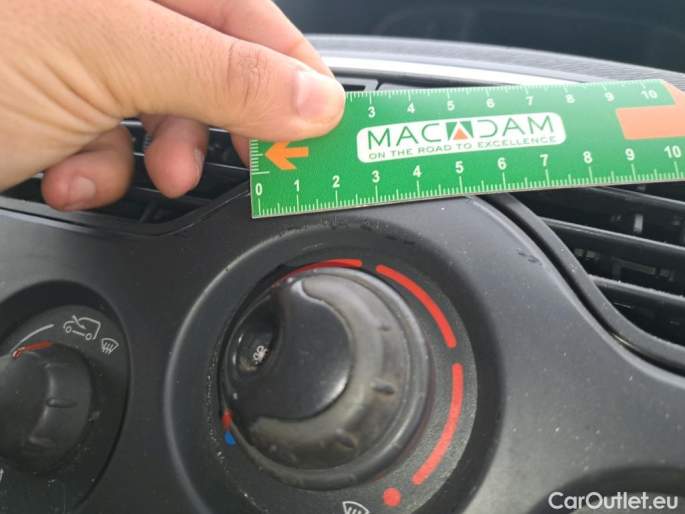 3 4 5 6 7 8 9 10
MACADAM
ON THE ROAD TO EXCELLENCE
0 1 2 3 4 5 6 7 8 9 10
CarOutlet.eu